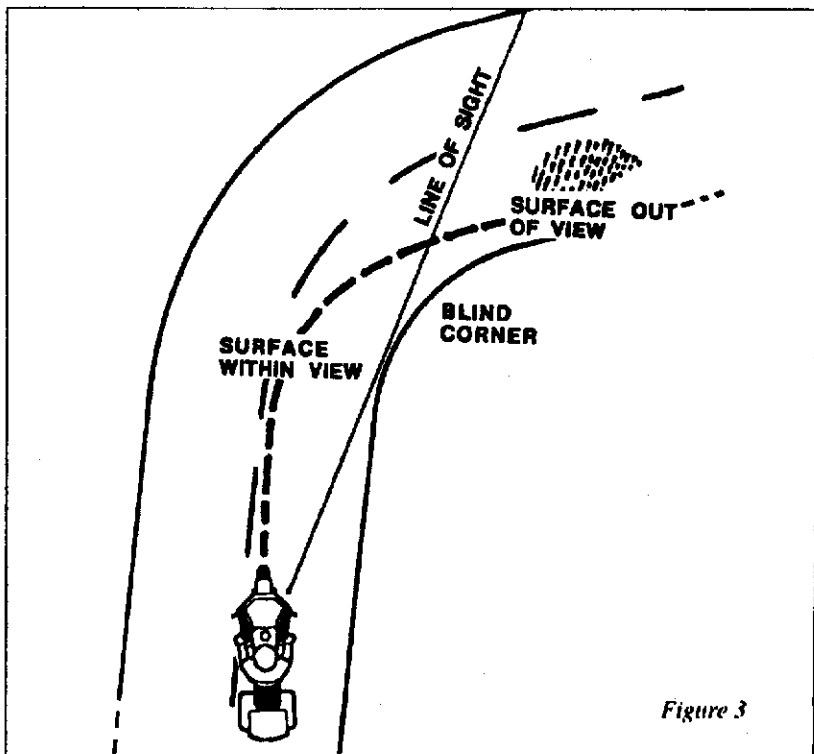 LINE OF SIGHT
SURFACE OUT
OF VIEW
BLIND
CORNER
SURFACE
WITHIN VIEW
Figure 3